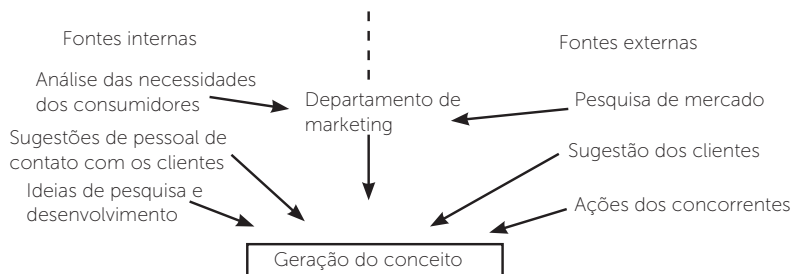 Fontes internas
Fontes externas
Análise das necessidades
dos consumidores
Departamento de
marketing
Pesquisa de mercado
Sugestões de pessoal de
contato com os clientes
Sugestão dos clientes
Ideias de pesquisa e
desenvolvimento
Ações dos concorrentes
Geração do conceito